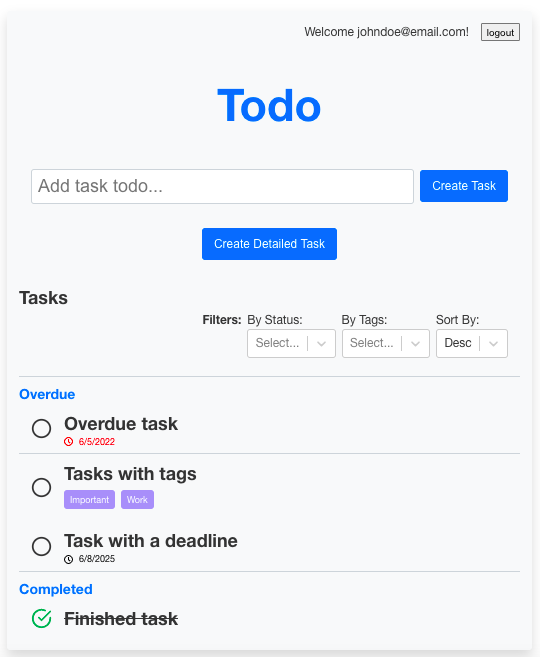 Welcome johndoe@email.com! logout
Todo
Add task todo... Create Task
Create Detailed Task
Tasks
Filters: By Status: By Tags: Sort By:
Select... Select... Desc
Overdue
Overdue task
6/5/2022
Tasks with tags
Important Work
Task with a deadline
6/8/2025
Completed
Finished task